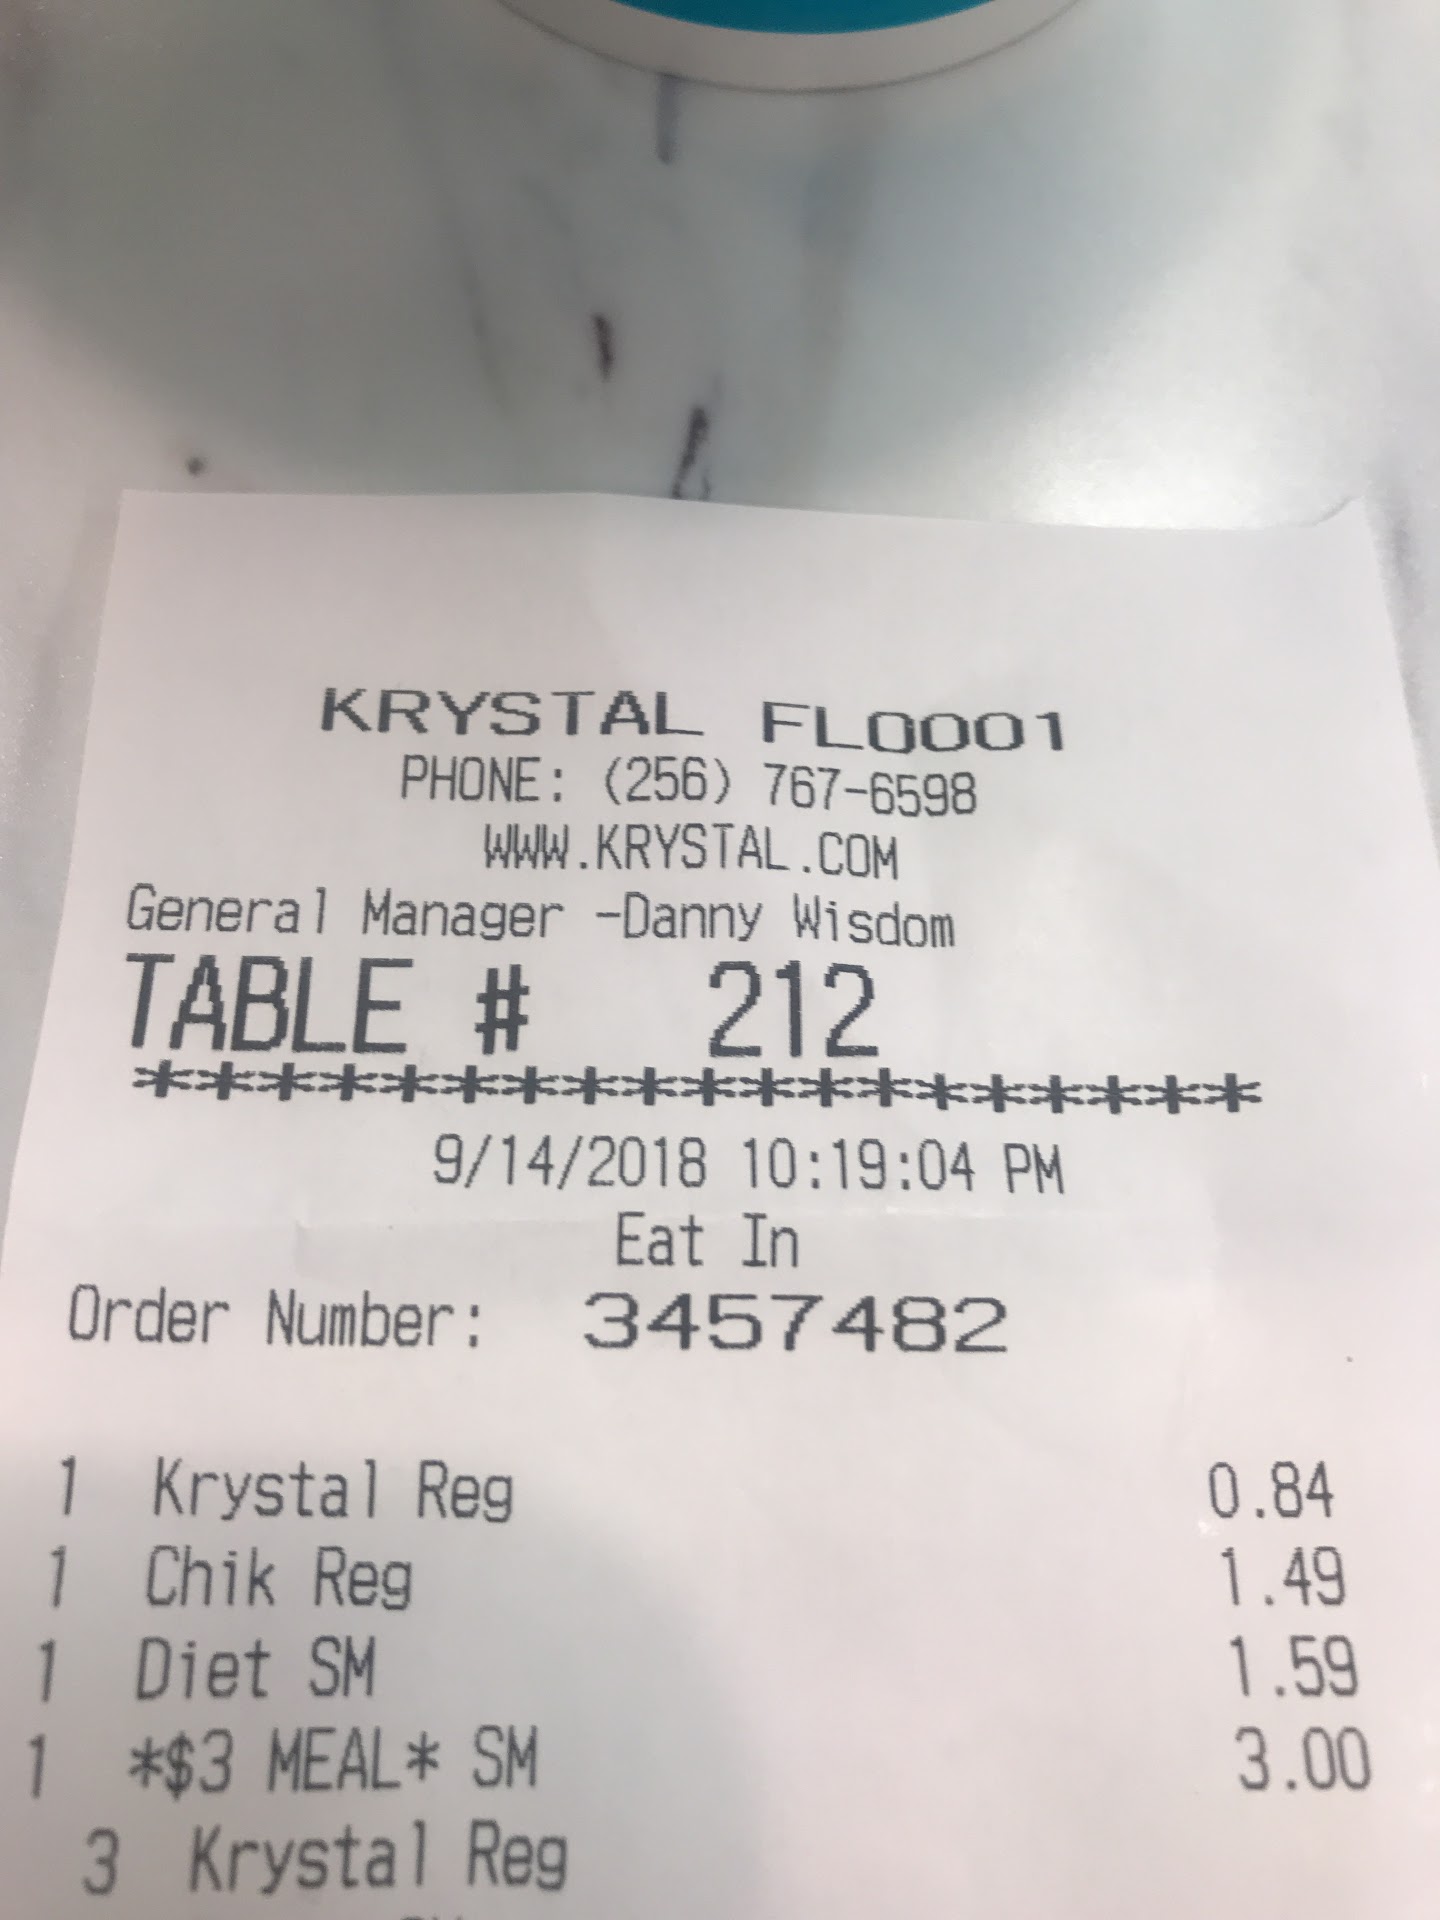 KRYSTAL FL0001
PHONE: (256) 767-6598
WWW.KRYSTAL.COM
General Manager -Danny Wisdom
TABLE # 212
*******************
9/14/2018 10:19:04 PM
Eat In
Order Number: 3457482
1 Krystal Reg 0.84
1 Chik Reg 1.49
1 Diet SM 1.59
1 *$3 MEAL* SM 3.00
3 Krystal Reg